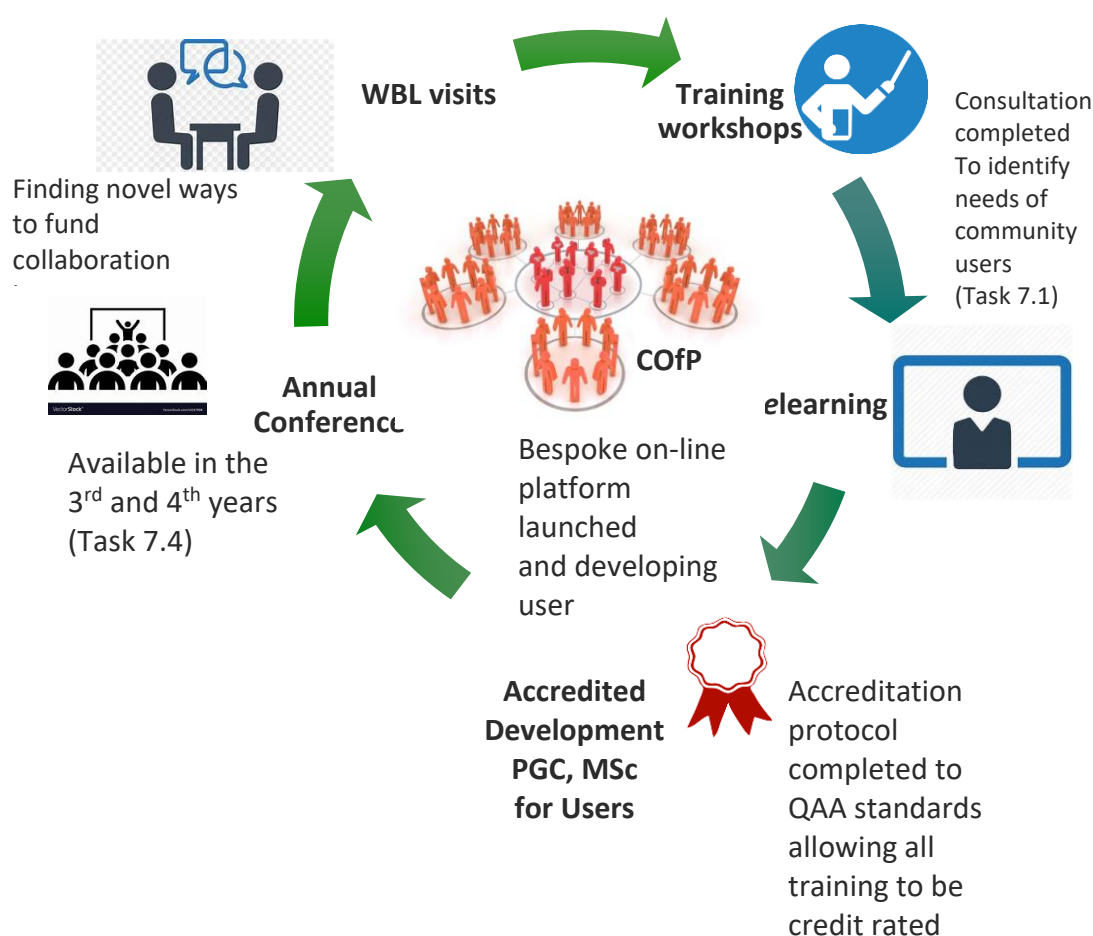 WBL visits
Training
workshops
Consultation
completed
To identify
needs of
community
users
(Task 7.1)
Finding novel ways
to fund
collaboration
COfP
elearning
Annual
Conference
Available in the
3rd and 4th years
(Task 7.4)
Bespoke on-line
platform
launched
and developing
user
Accredited
Development
PGC, MSc
for Users
Accreditation
protocol
completed to
QAA standards
allowing all
training to be
credit rated
VectorStock